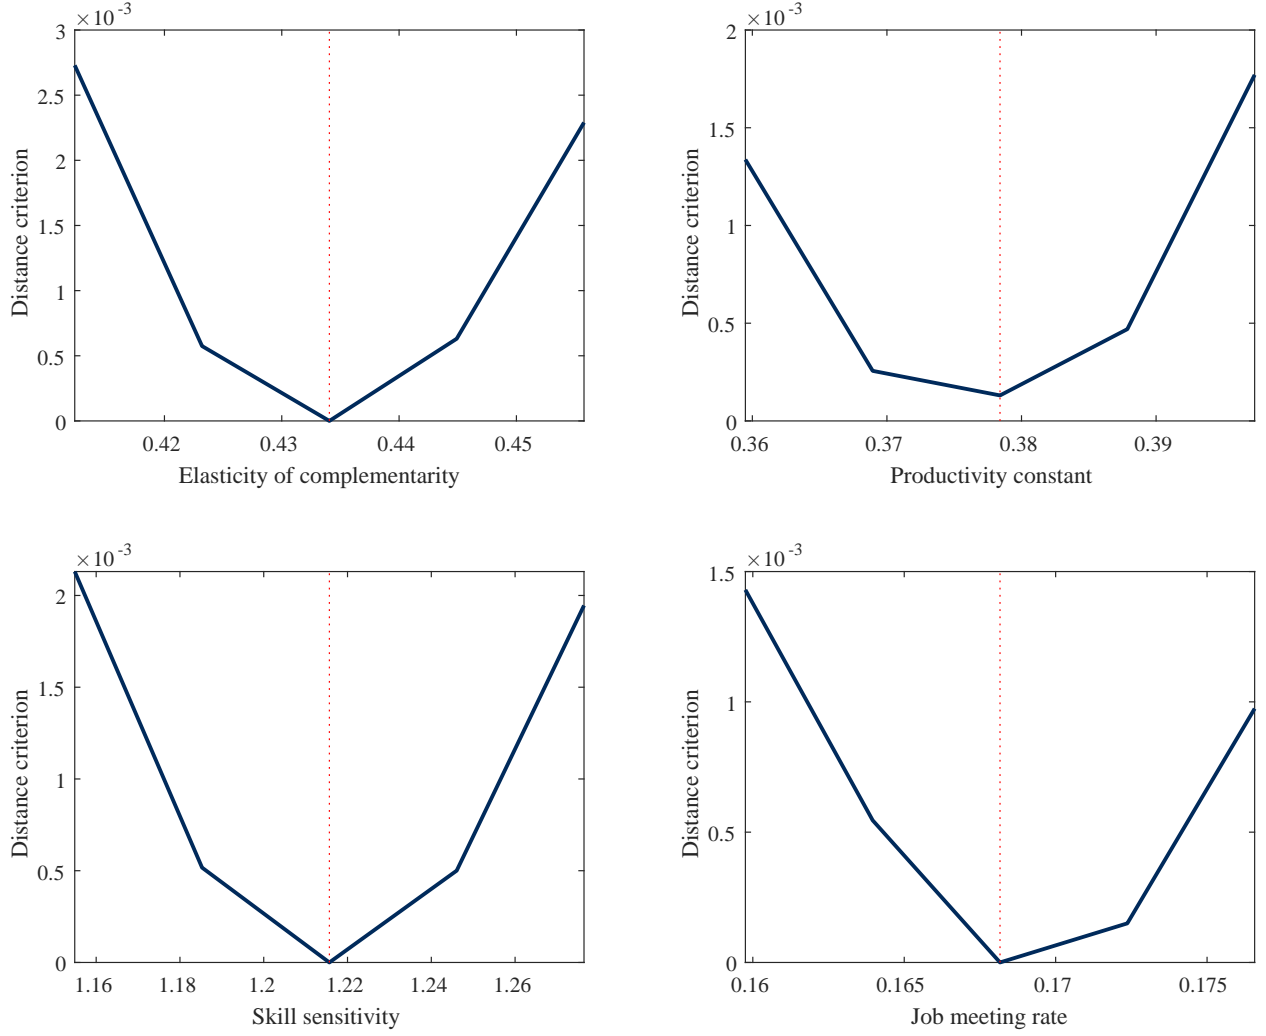 ×10-3
3
2.5
2
1.5
1
0.5
0
0.42 0.43 0.44 0.45
Distance criterion
Elasticity of complementarity
×10-3
2
1.5
1
0.5
0
0.36 0.37 0.38 0.39
Distance criterion
Productivity constant
×10-3
2
1.5
1
0.5
0
1.16 1.18 1.2 1.22 1.24 1.26
Distance criterion
Skill sensitivity
×10-3
1.5
1
0.5
0
0.16 0.165 0.17 0.175
Distance criterion
Job meeting rate